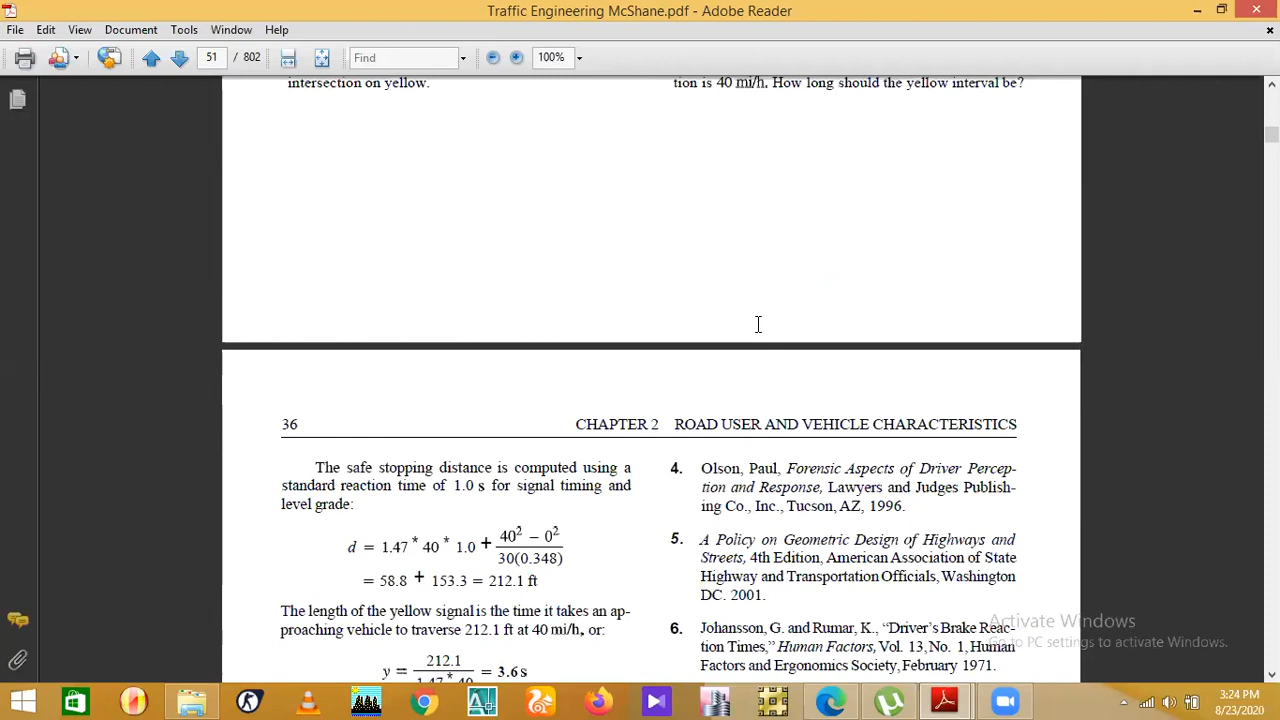 Traffic Engineering McShane.pdf - Adobe Reader
File Edit View Document Tools Window Help
51 / 802
Find
100%
intersection on yellow.
tion is 40 mi/h. How long should the yellow interval be?
36
CHAPTER 2 ROAD USER AND VEHICLE CHARACTERISTICS
The safe stopping distance is computed using a
standard reaction time of 1.0 s for signal timing and
level grade:
d = 1.47 * 40 * 1.0 + 40² − 0² / 30(0.348)
= 58.8 + 153.3 = 212.1 ft
The length of the yellow signal is the time it takes an ap-
proaching vehicle to traverse 212.1 ft at 40 mi/h, or:
y = 212.1 / 1.47 * 40 = 3.6 s
4. Olson, Paul, Forensic Aspects of Driver Percep-
tion and Response, Lawyers and Judges Publish-
ing Co., Inc., Tucson, AZ, 1996.
5. A Policy on Geometric Design of Highways and
Streets, 4th Edition, American Association of State
Highway and Transportation Officials, Washington
DC. 2001.
6. Johansson, G. and Rumar, K., “Driver’s Brake Reac-
tion Times,” Human Factors, Vol. 13, No. 1, Human
Factors and Ergonomics Society, February 1971.
Activate Windows
Go to PC settings to activate Windows.
3:24 PM
8/23/2020